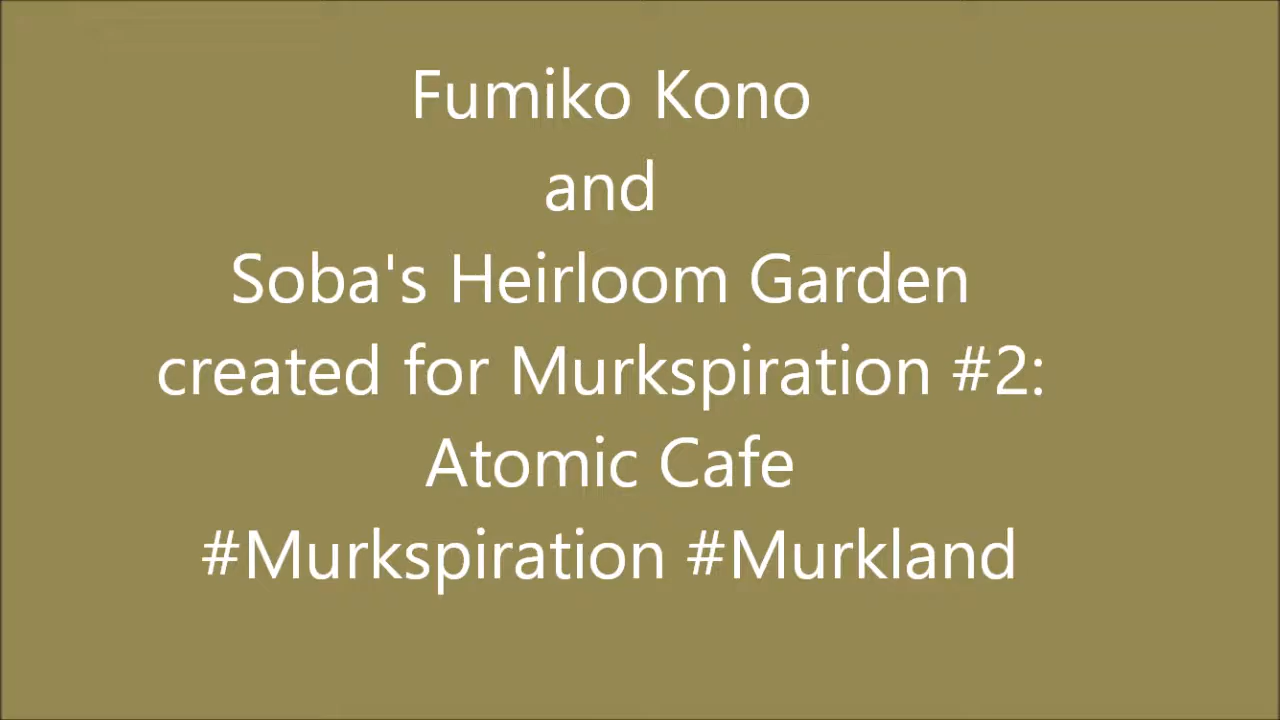 Fumiko Kono
and
Soba's Heirloom Garden
created for Murkspiration #2:
Atomic Cafe
#Murkspiration #Murkland